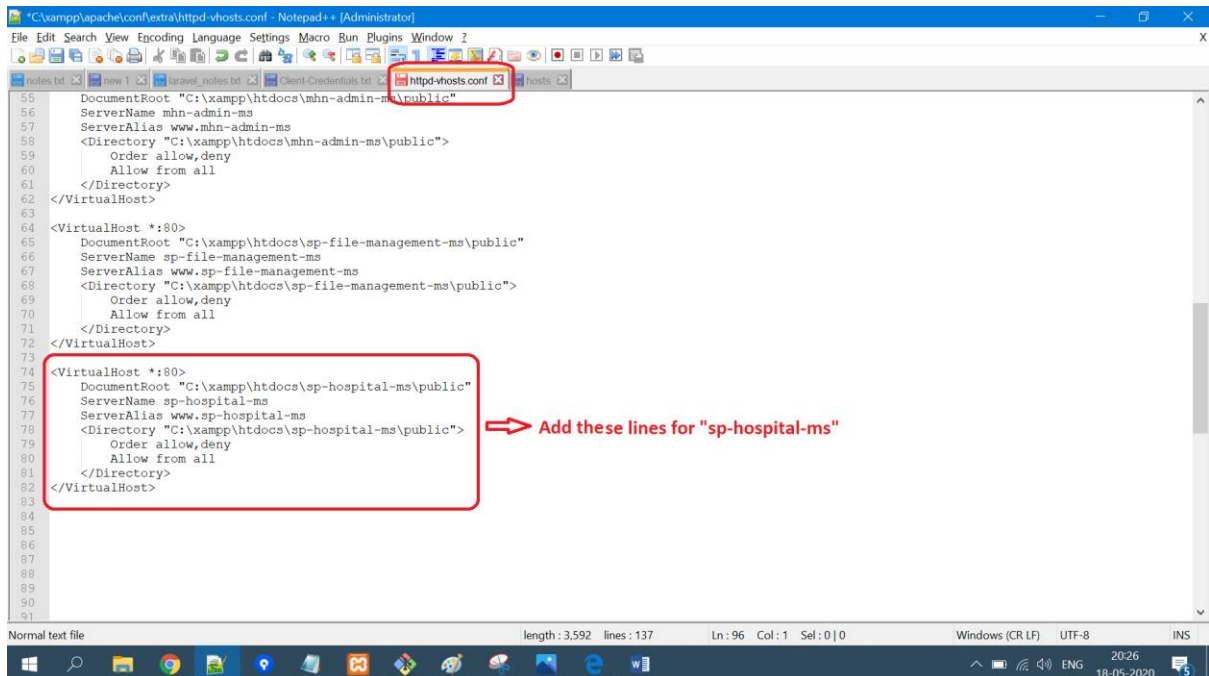 *C:\xampp\apache\conf\extra\httpd-vhosts.conf - Notepad++ [Administrator]
File Edit Search View Encoding Language Settings Macro Run Plugins Window ?
X
notes.txt new 1 laravel_notes.txt Client-Credentials.txt httpd-vhosts.conf hosts
55 DocumentRoot "C:\xampp\htdocs\mhn-admin-ms\public"
56 ServerName mhn-admin-ms
57 ServerAlias www.mhn-admin-ms
58 <Directory "C:\xampp\htdocs\mhn-admin-ms\public">
59 Order allow,deny
60 Allow from all
61 </Directory>
62 </VirtualHost>
63
64 <VirtualHost *:80>
65 DocumentRoot "C:\xampp\htdocs\sp-file-management-ms\public"
66 ServerName sp-file-management-ms
67 ServerAlias www.sp-file-management-ms
68 <Directory "C:\xampp\htdocs\sp-file-management-ms\public">
69 Order allow,deny
70 Allow from all
71 </Directory>
72 </VirtualHost>
73
74 <VirtualHost *:80>
75 DocumentRoot "C:\xampp\htdocs\sp-hospital-ms\public"
76 ServerName sp-hospital-ms
77 ServerAlias www.sp-hospital-ms
78 <Directory "C:\xampp\htdocs\sp-hospital-ms\public">
79 Order allow,deny
80 Allow from all
81 </Directory>
82 </VirtualHost>
83
84
85
86
87
88
89
90
91
Add these lines for "sp-hospital-ms"
Normal text file length : 3,592 lines : 137 Ln : 96 Col : 1 Sel : 0 | 0 Windows (CR LF) UTF-8 INS
ENG 20:26
18-05-2020 5